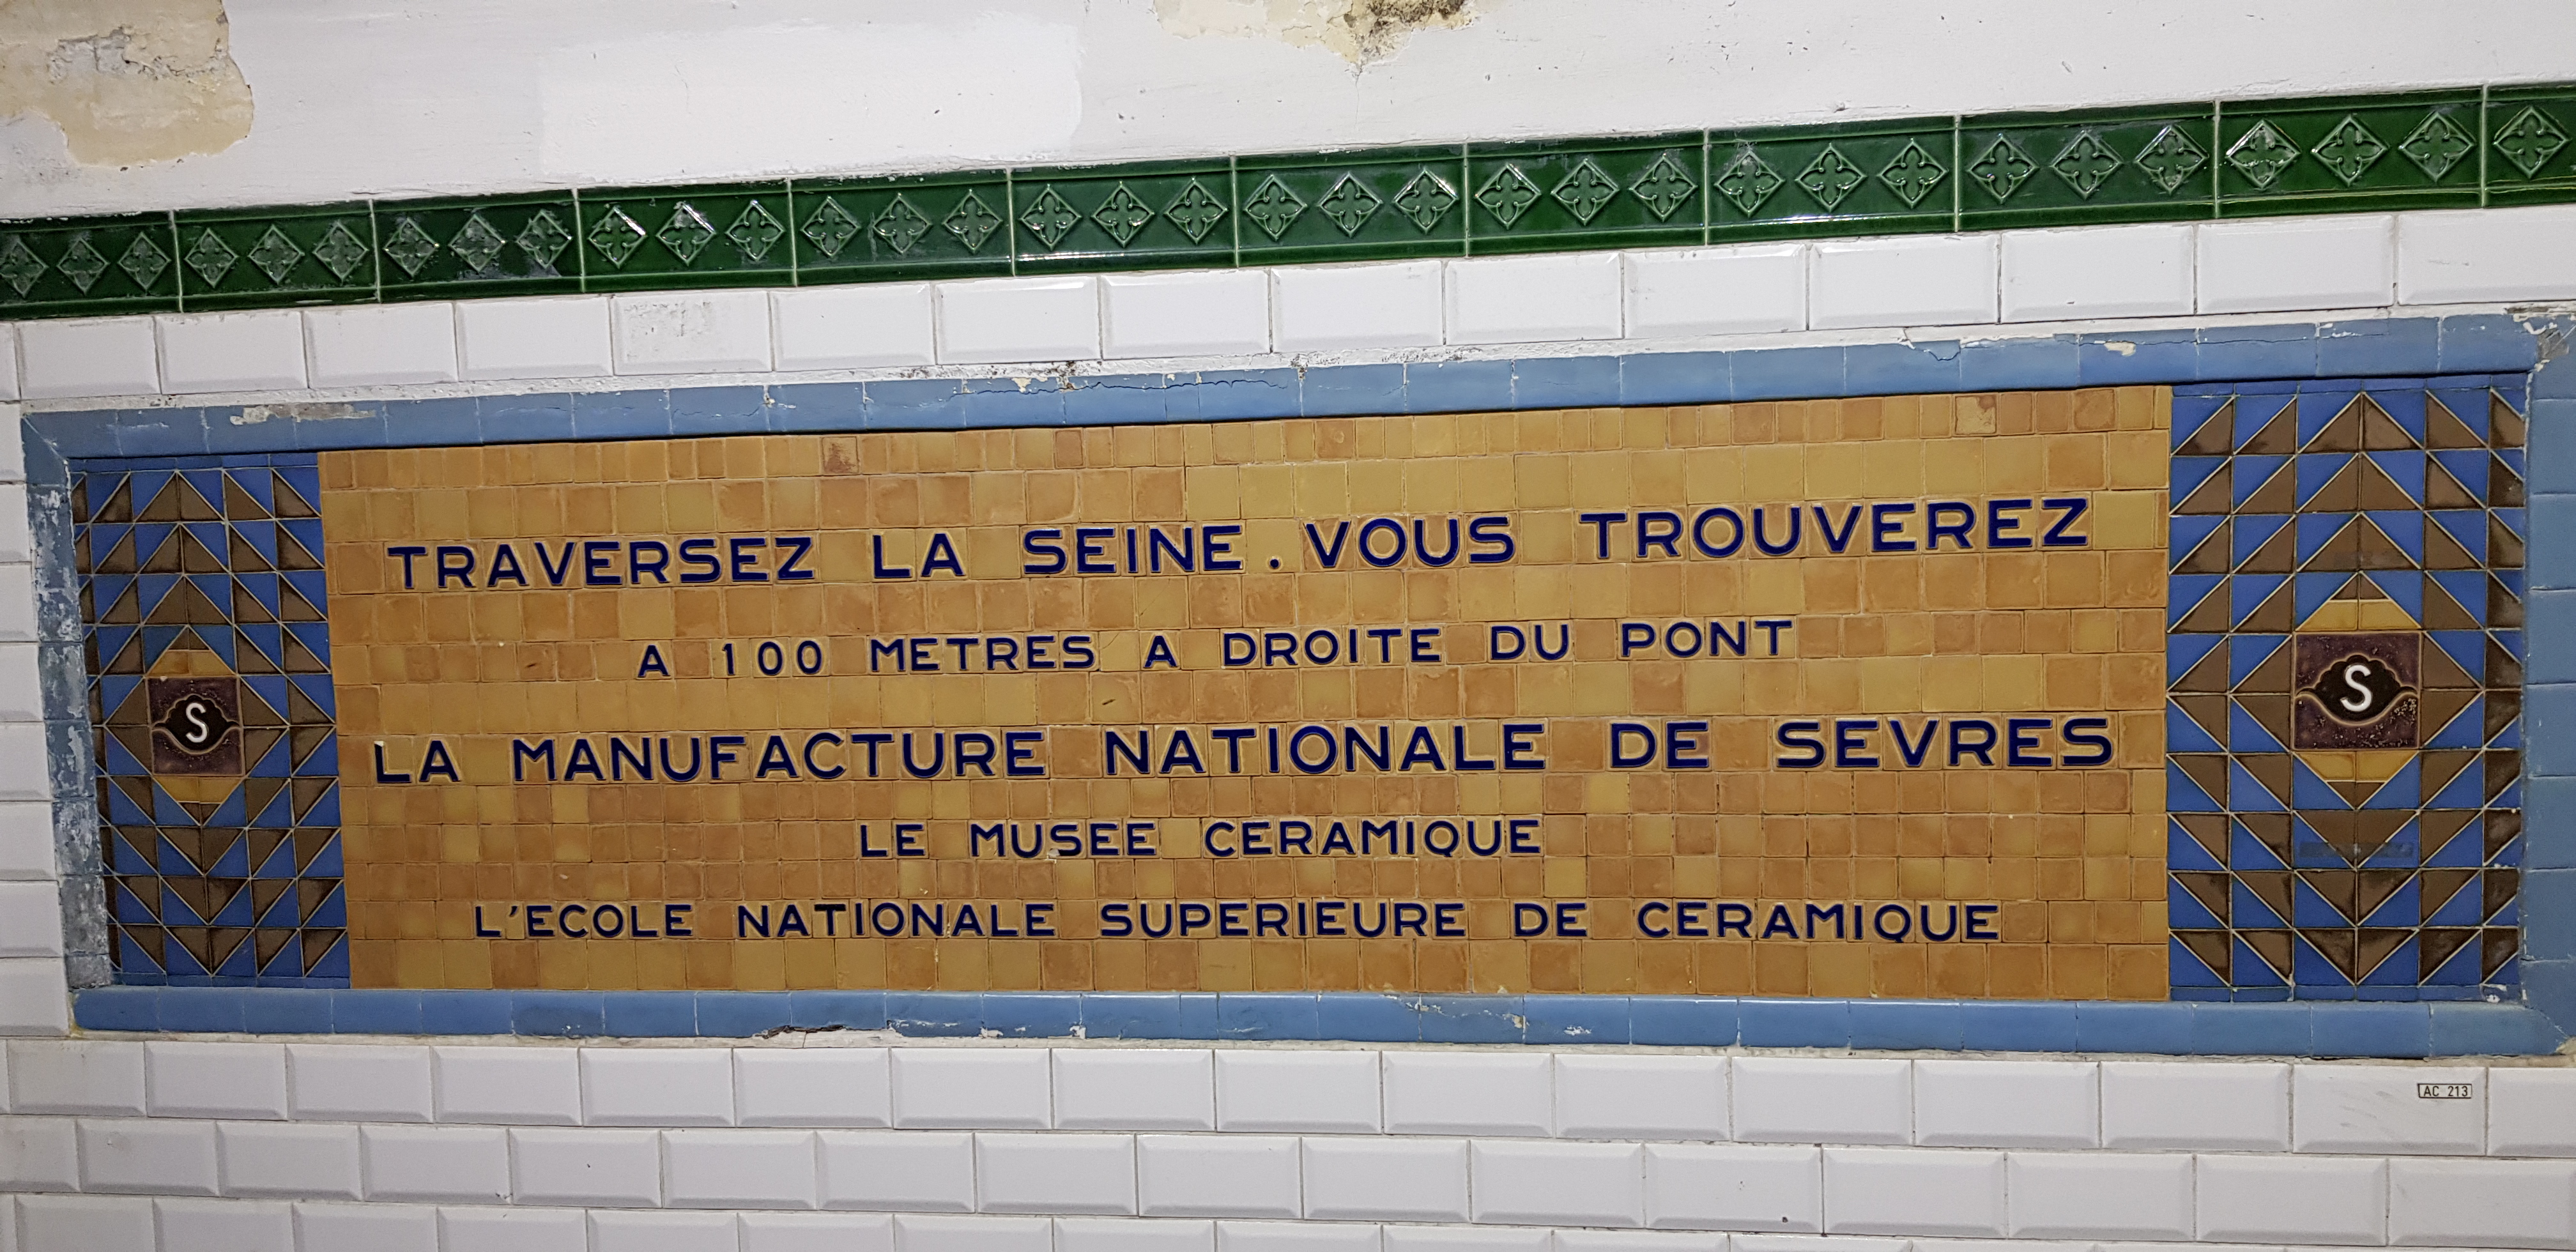 TRAVERSEZ LA SEINE. VOUS TROUVEREZ
A 100 METRES A DROITE DU PONT
S
S
LA MANUFACTURE NATIONALE DE SEVRES
LE MUSEE CERAMIQUE
L'ECOLE NATIONALE SUPERIEURE DE CERAMIQUE
AC 213